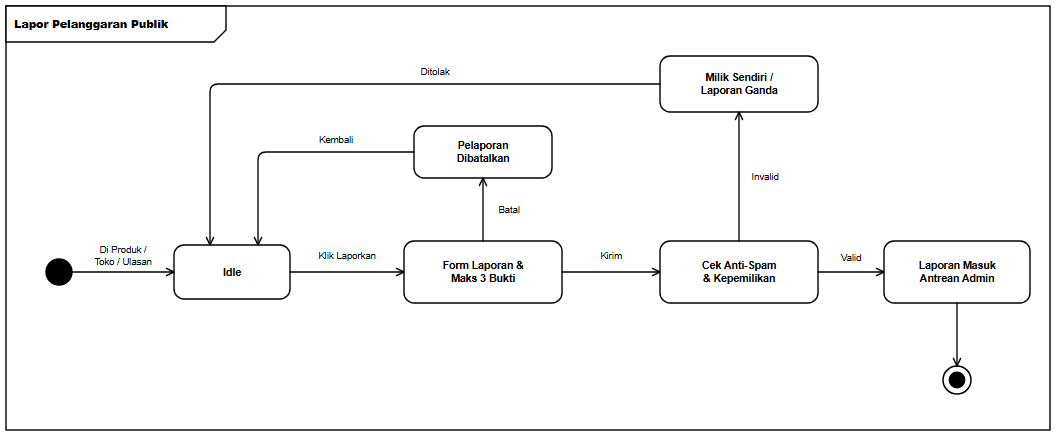 Lapor Pelanggaran Publik
Ditolak
Milik Sendiri /
Laporan Ganda
Kembali
Pelaporan
Dibatalkan
Invalid
Batal
Di Produk /
Toko / Ulasan
Idle
Klik Laporkan
Form Laporan &
Maks 3 Bukti
Kirim
Cek Anti-Spam
& Kepemilikan
Valid
Laporan Masuk
Antrean Admin